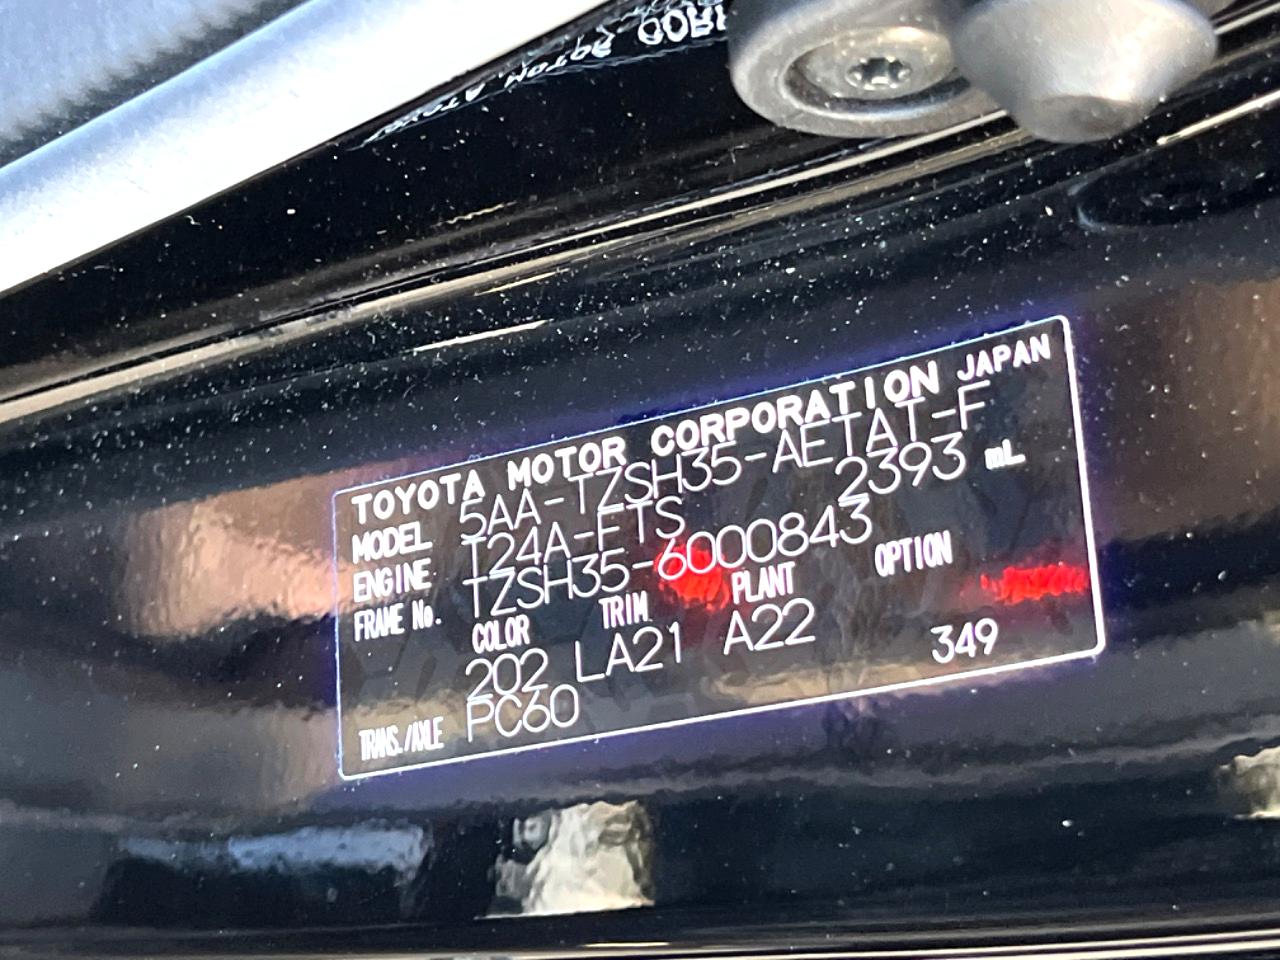 TOYOTA MOTOR CORPORATION JAPAN
MODEL 5AA-TZSH35-AETAT-F
ENGINE T24A-FTS 2393 mL
FRAME No. TZSH35-6000843
COLOR TRIM PLANT OPTION
202 LA21 A22 349
TRANS./AXLE PC60